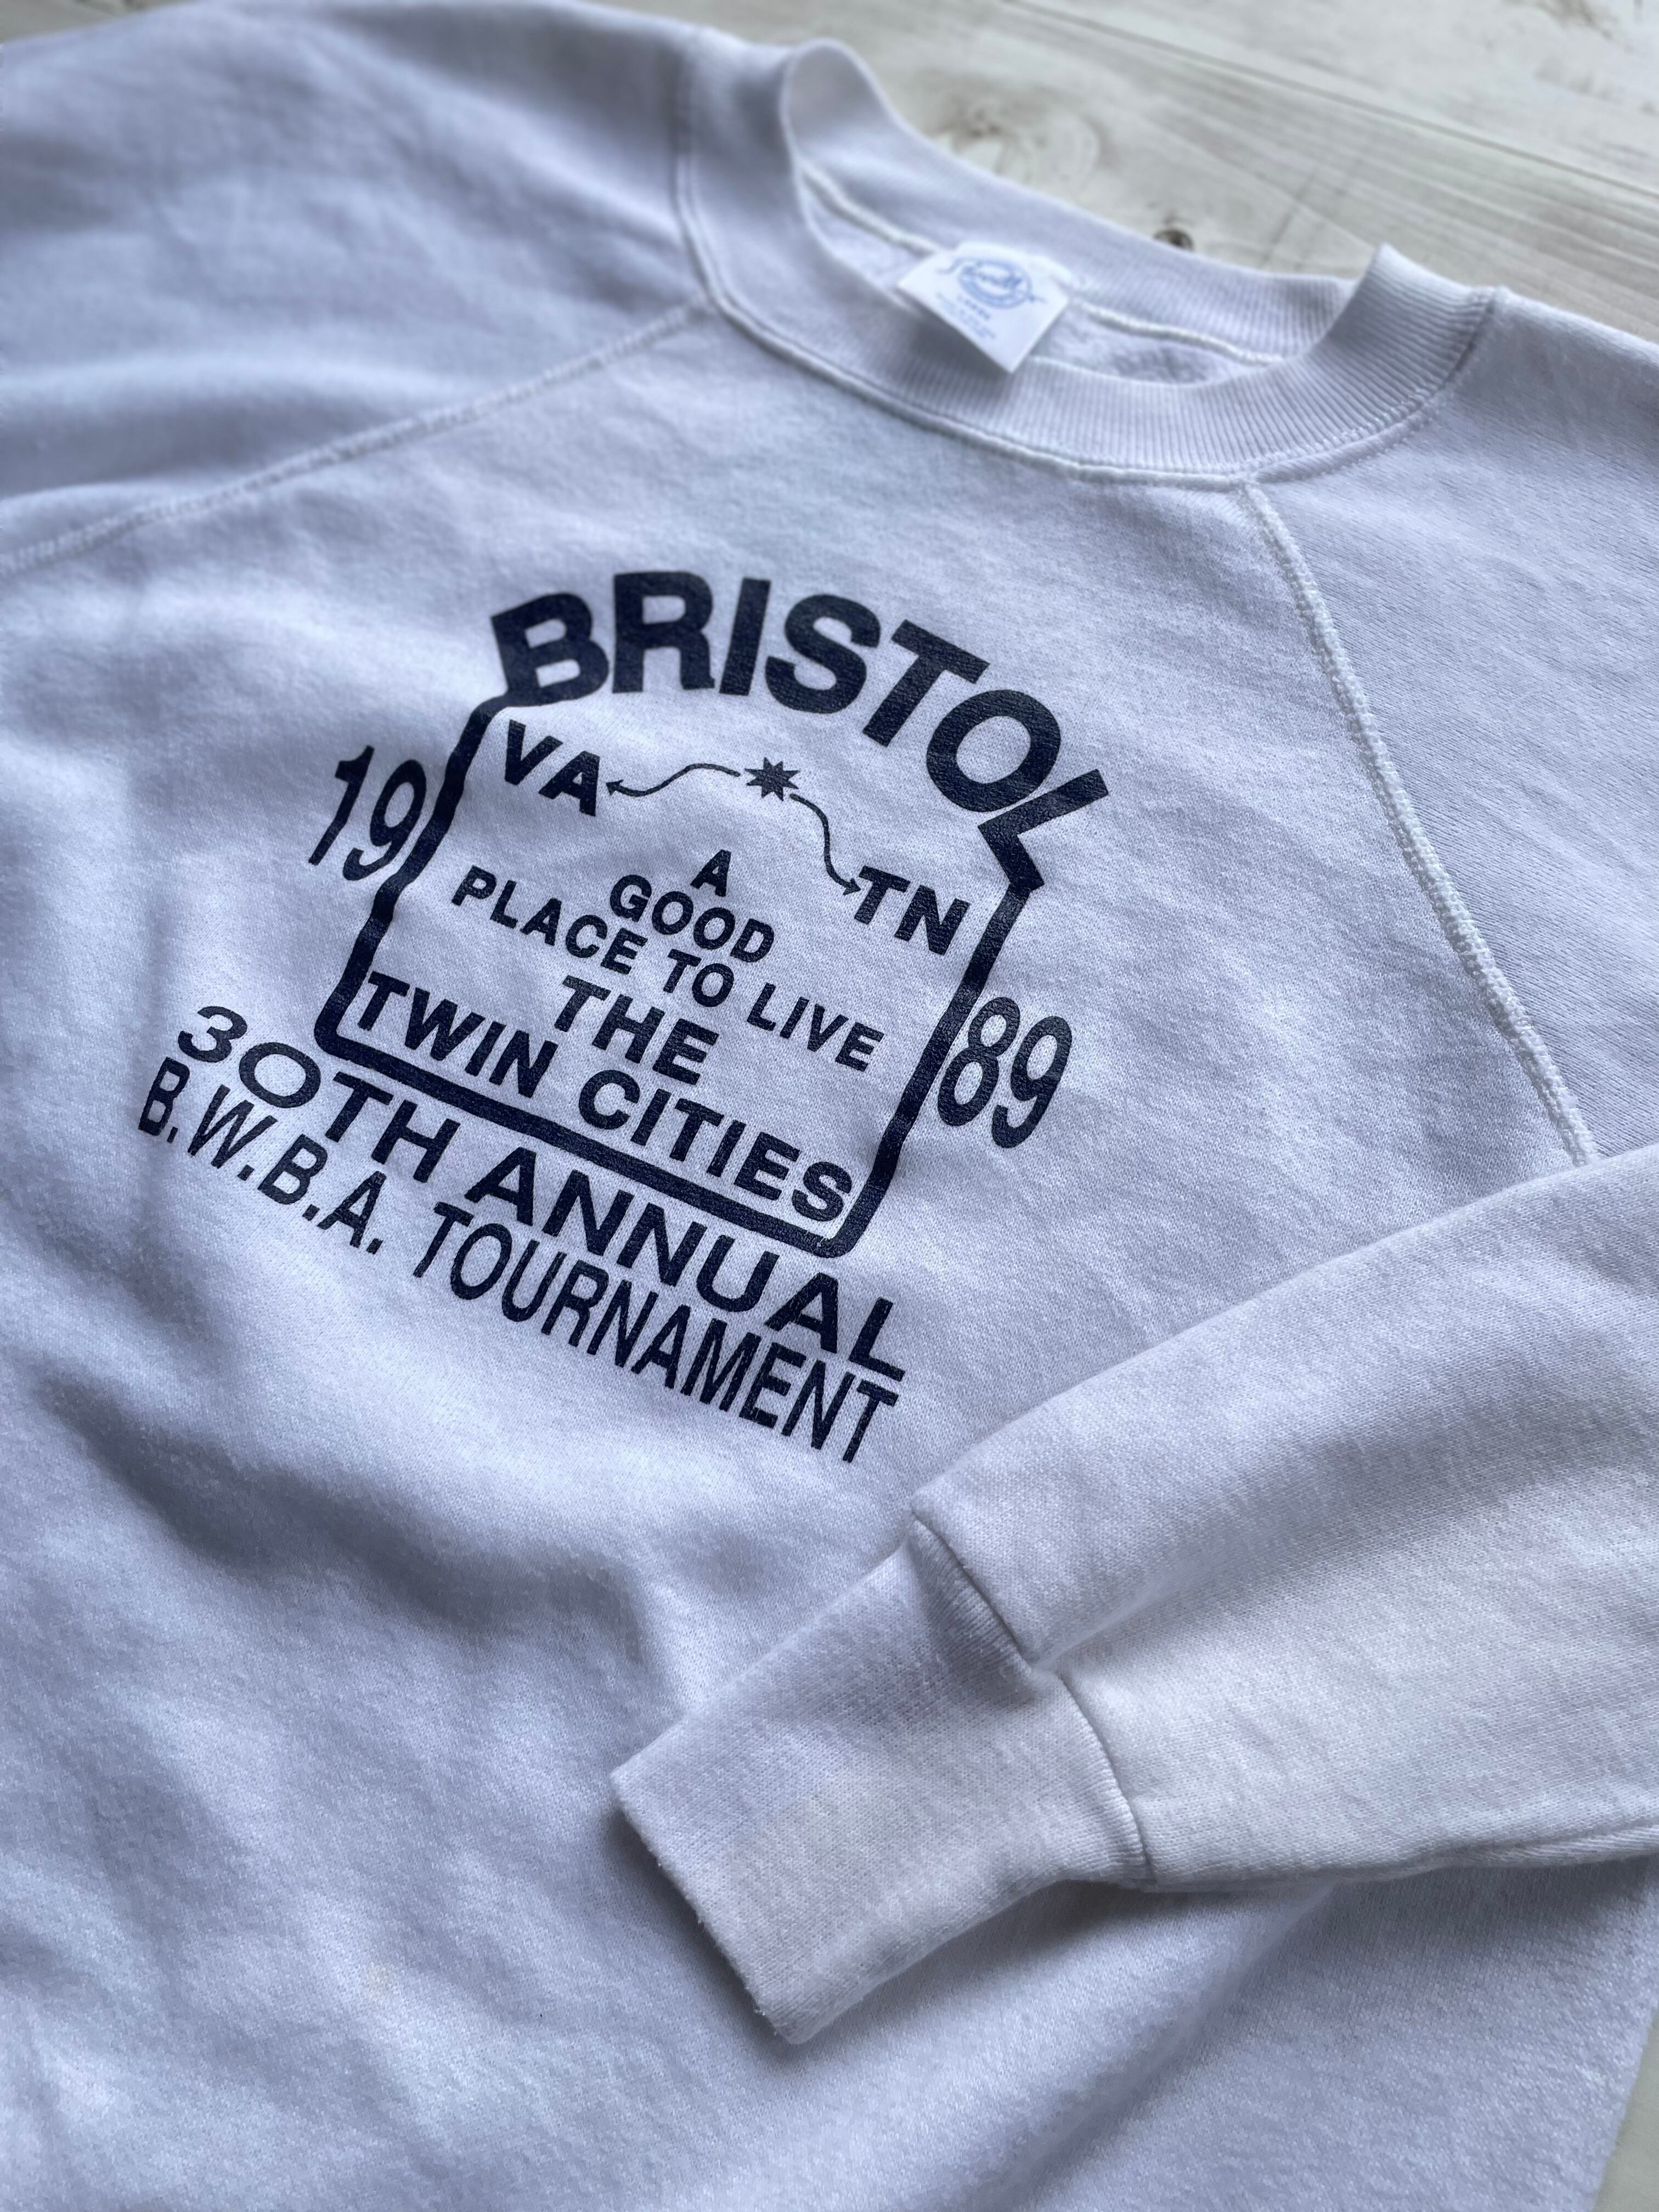 BRISTOL
VA TN
19 89
A
GOOD
PLACE TO LIVE
THE
TWIN CITIES
30TH ANNUAL
B.W.B.A. TOURNAMENT